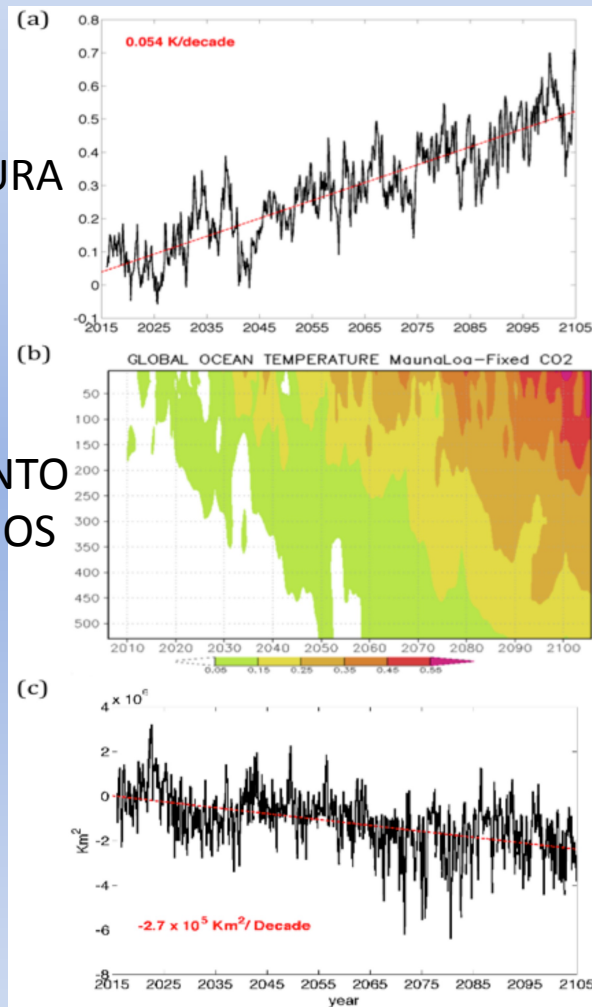 (a)
0.8
0.7
0.6
0.5
0.4
0.3
0.2
0.1
0
-0.1
0.054 K/decade
2015 2025 2035 2045 2055 2065 2075 2085 2095 2105
URA
(b)
GLOBAL OCEAN TEMPERATURE MaunaLoa-Fixed CO2
50
100
150
200
250
300
350
400
450
500
2010 2020 2030 2040 2050 2060 2070 2080 2090 2100
0.05 0.15 0.25 0.35 0.45 0.55
NTO
OS
(c)
4 x 10⁶
2
0
-2
-4
-6
-8
Km²
-2.7 x 10⁵ Km²/ Decade
2015 2025 2035 2045 2055 2065 2075 2085 2095 2105
year